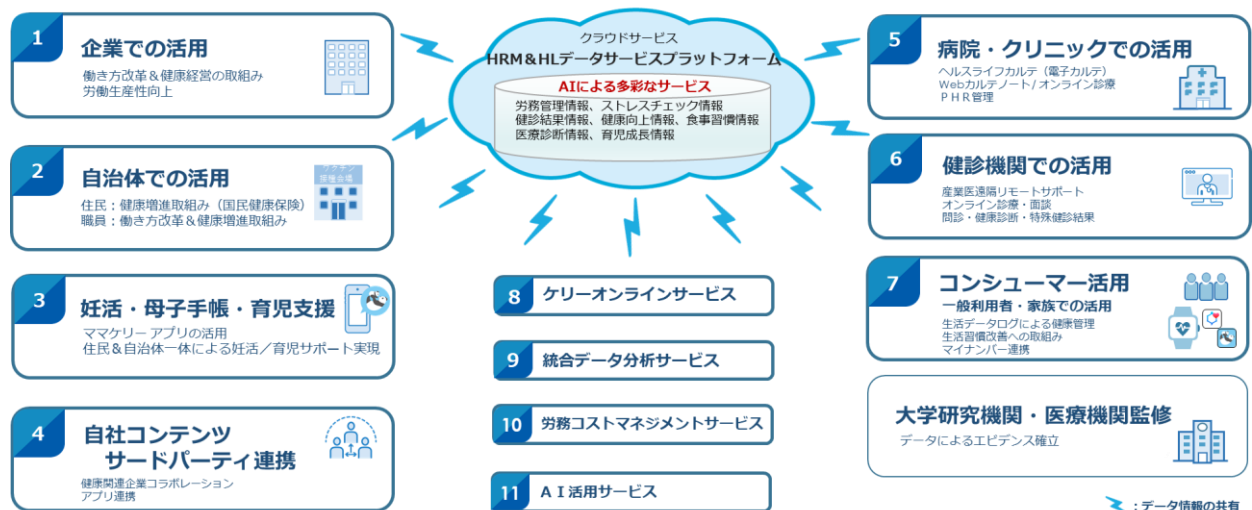 1
企業での活用
働き方改革＆健康経営の取組み
労働生産性向上
2
自治体での活用
ワクチン
接種会場
住民：健康増進取組み（国民健康保険）
職員：働き方改革＆健康増進取組み
3
妊活・母子手帳・育児支援
ママケリー アプリの活用
住民＆自治体一体による妊活／育児サポート実現
4
自社コンテンツ
サードパーティ連携
健康関連企業コラボレーション
アプリ連携
クラウドサービス
HRM＆HLデータサービスプラットフォーム
AIによる多彩なサービス
労務管理情報、ストレスチェック情報
健診結果情報、健康向上情報、食事習慣情報
医療診断情報、育児成長情報
8
ケリーオンラインサービス
9
統合データ分析サービス
10
労務コストマネジメントサービス
11
ＡＩ活用サービス
5
病院・クリニックでの活用
ヘルスライフカルテ（電子カルテ）
Webカルテノート/ オンライン診療
ＰＨＲ管理
6
健診機関での活用
産業医遠隔リモートサポート
オンライン診療・面談
問診・健康診断・特殊健診結果
7
コンシューマー活用
一般利用者・家族での活用
生活データログによる健康管理
生活習慣改善への取組み
マイナンバー連携
大学研究機関・医療機関監修
データによるエビデンス確立
：データ情報の共有